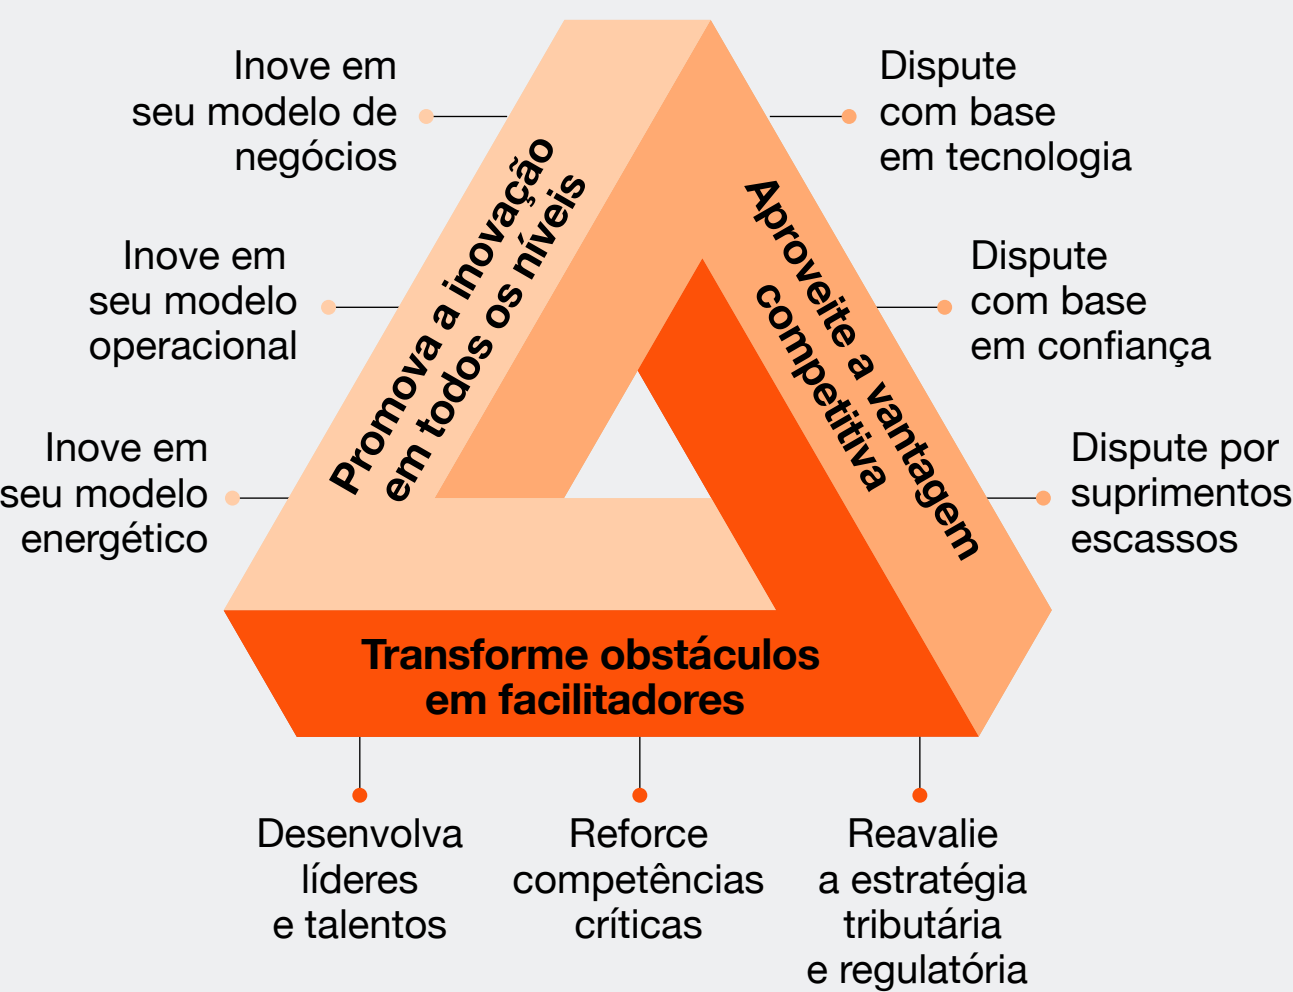 Inove em
seu modelo de
negócios
Inove em
seu modelo
operacional
Inove em
seu modelo
energético
Promova a inovação
em todos os níveis
Dispute
com base
em tecnologia
Dispute
com base
em confiança
Dispute por
suprimentos
escassos
Aproveite a vantagem
competitiva
Transforme obstáculos
em facilitadores
Desenvolva
líderes
e talentos
Reforce
competências
críticas
Reavalie
a estratégia
tributária
e regulatória